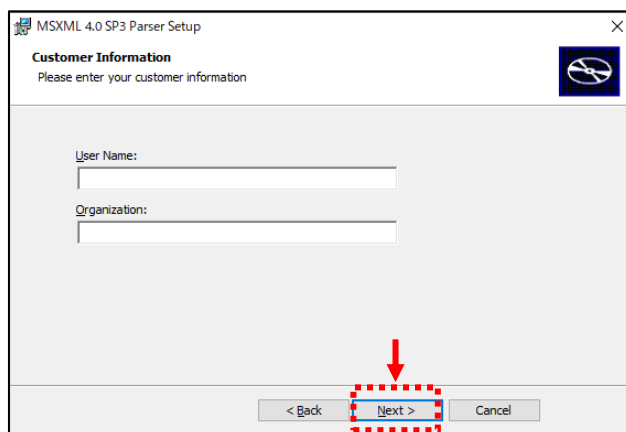 MSXML 4.0 SP3 Parser Setup
Customer Information
Please enter your customer information
User Name:
Organization:
< Back Next > Cancel